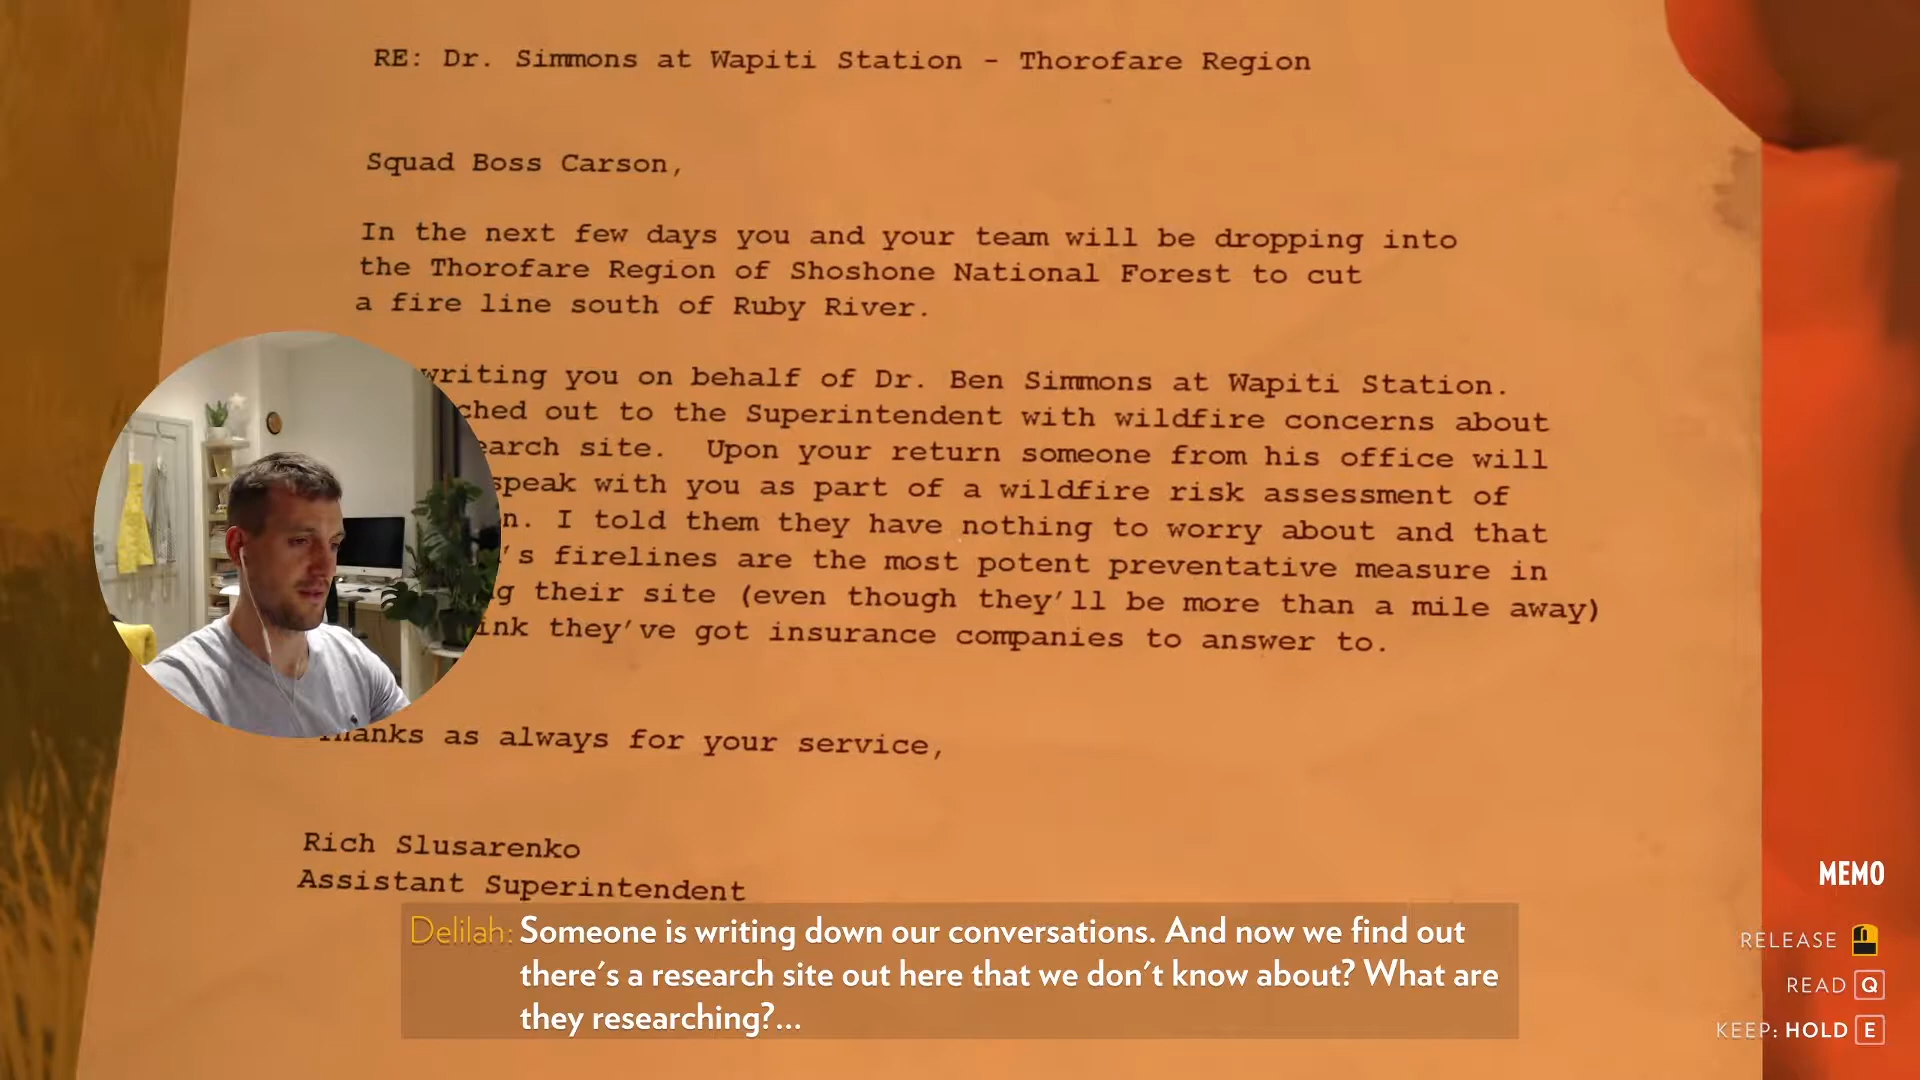 RE: Dr. Simmons at Wapiti Station - Thorofare Region
Squad Boss Carson,
In the next few days you and your team will be dropping into
the Thorofare Region of Shoshone National Forest to cut
a fire line south of Ruby River.
writing you on behalf of Dr. Ben Simmons at Wapiti Station.
out to the Superintendent with wildfire concerns about
site. Upon your return someone from his office will
speak with you as part of a wildfire risk assessment of
I told them they have nothing to worry about and that
firelines are the most potent preventative measure in
their site (even though they'll be more than a mile away)
they've got insurance companies to answer to.
Thanks as always for your service,
Rich Slusarenko
Assistant Superintendent
MEMO
Delilah: Someone is writing down our conversations. And now we find out
there's a research site out here that we don't know about? What are
they researching?...
RELEASE
READ Q
KEEP: HOLD E